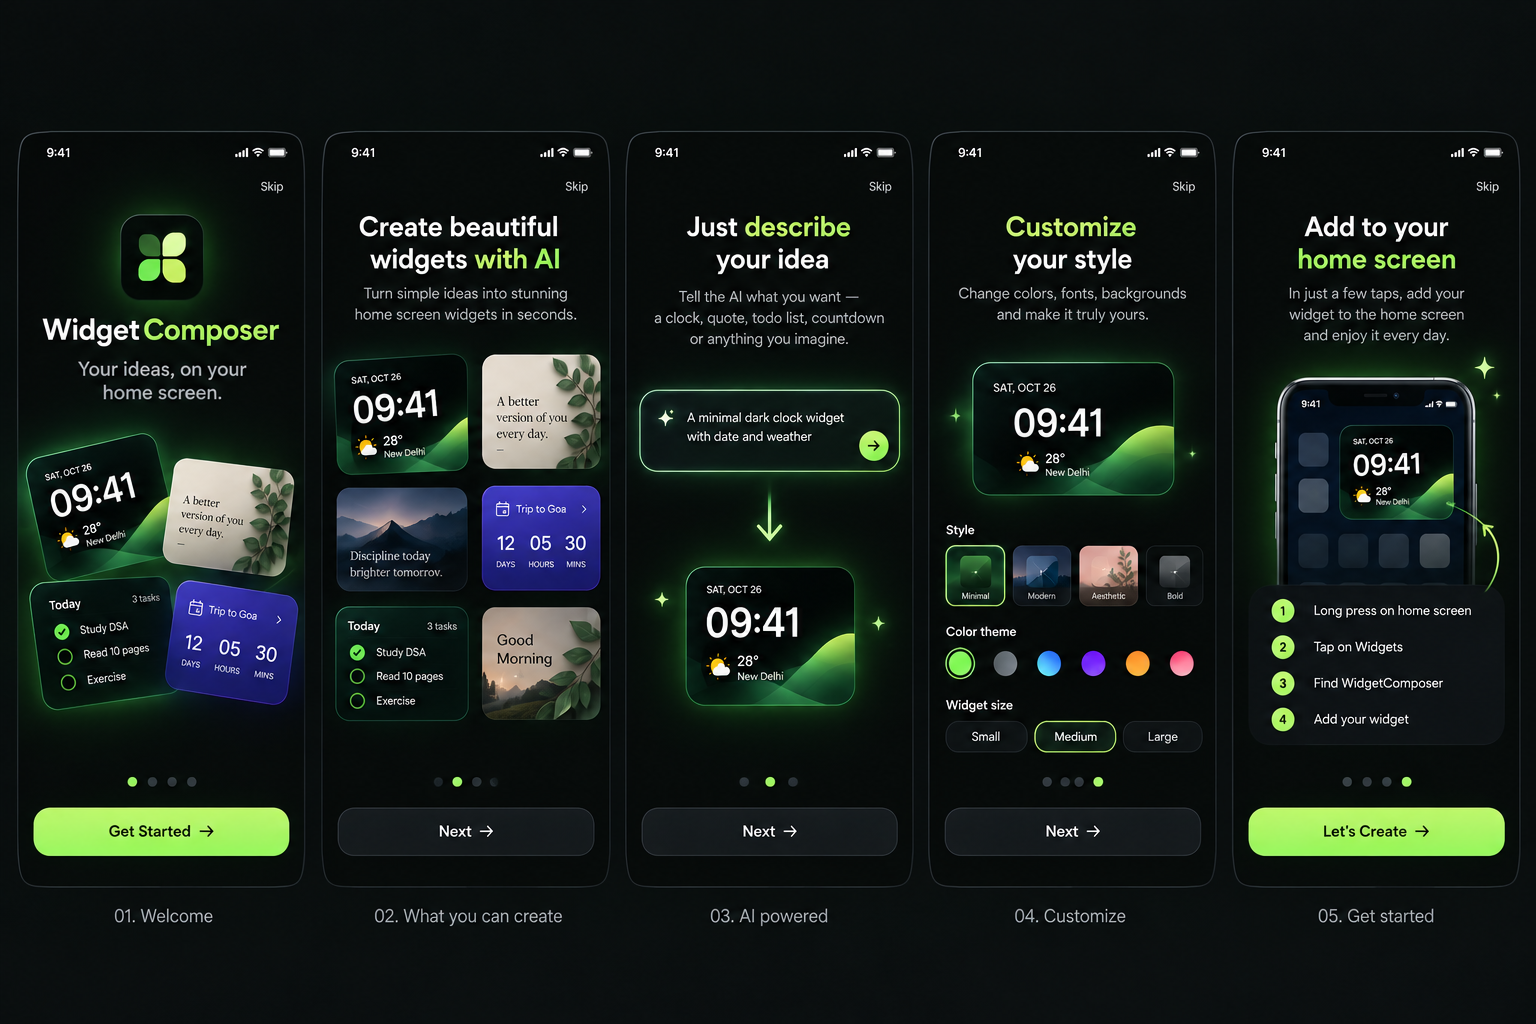 9:41
Skip
WidgetComposer
Your ideas, on your
home screen.
SAT, OCT 26
09:41
28°
New Delhi
A better
version of you
every day.
—
Today
3 tasks
Study DSA
Read 10 pages
Exercise
Trip to Goa
12 05 30
DAYS HOURS MINS
Get Started →
01. Welcome
9:41
Skip
Create beautiful
widgets with AI
Turn simple ideas into stunning
home screen widgets in seconds.
SAT, OCT 26
09:41
28°
New Delhi
A better
version of you
every day.
—
Discipline today
brighter tomorrov.
Trip to Goa
12 05 30
DAYS HOURS MINS
Today
3 tasks
Study DSA
Read 10 pages
Exercise
Good
Morning
Next →
02. What you can create
9:41
Skip
Just describe
your idea
Tell the AI what you want —
a clock, quote, todo list, countdown
or anything you imagine.
A minimal dark clock widget
with date and weather
SAT, OCT 26
09:41
28°
New Delhi
Next →
03. AI powered
9:41
Skip
Customize
your style
Change colors, fonts, backgrounds
and make it truly yours.
SAT, OCT 26
09:41
28°
New Delhi
Style
Minimal
Modern
Aesthetic
Bold
Color theme
Widget size
Small
Medium
Large
Next →
04. Customize
9:41
Skip
Add to your
home screen
In just a few taps, add your
widget to the home screen
and enjoy it every day.
9:41
SAT, OCT 26
09:41
28°
New Delhi
1 Long press on home screen
2 Tap on Widgets
3 Find WidgetComposer
4 Add your widget
Let's Create →
05. Get started